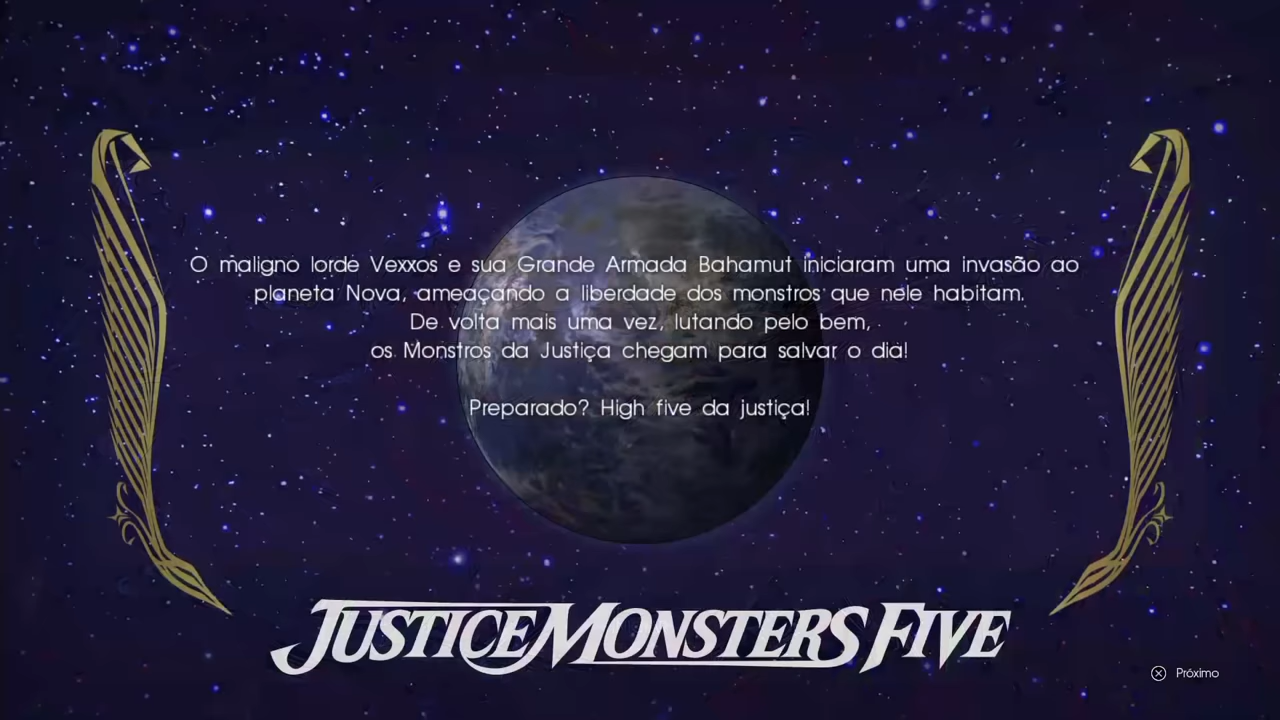 O maligno lorde Vexxos e sua Grande Armada Bahamut iniciaram uma invasão ao
planeta Nova, ameaçando a liberdade dos monstros que nele habitam.
De volta mais uma vez, lutando pelo bem,
os Monstros da Justiça chegam para salvar o dia!
Preparado? High five da justiça!
JUSTICE MONSTERS FIVE
Próximo